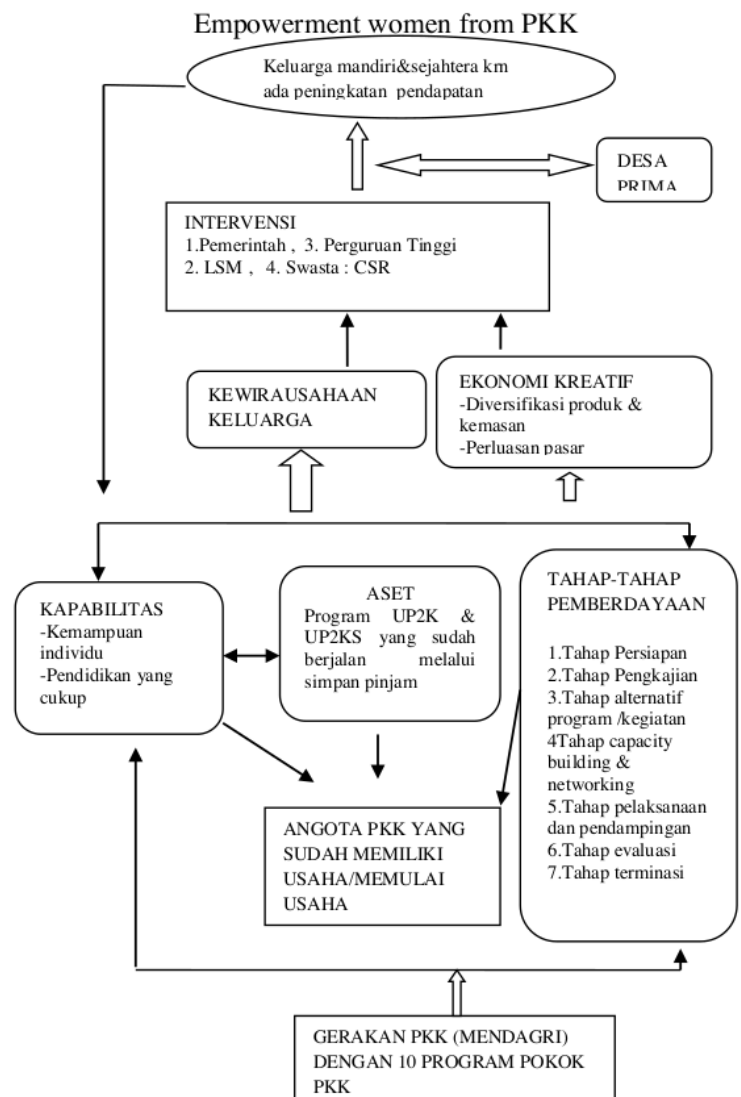 Empowerment women from PKK
Keluarga mandiri&sejahtera km
ada peningkatan pendapatan
DESA
PRIMA
INTERVENSI
1.Pemerintah , 3. Perguruan Tinggi
2. LSM , 4. Swasta : CSR
KEWIRAUSAHAAN
KELUARGA
EKONOMI KREATIF
-Diversifikasi produk &
kemasan
-Perluasan pasar
KAPABILITAS
-Kemampuan
individu
-Pendidikan yang
cukup
ASET
Program UP2K &
UP2KS yang sudah
berjalan melalui
simpan pinjam
TAHAP-TAHAP
PEMBERDAYAAN
1.Tahap Persiapan
2.Tahap Pengkajian
3.Tahap alternatif
program /kegiatan
4Tahap capacity
building &
networking
5.Tahap pelaksanaan
dan pendampingan
6.Tahap evaluasi
7.Tahap terminasi
ANGOTA PKK YANG
SUDAH MEMILIKI
USAHA/MEMULAI
USAHA
GERAKAN PKK (MENDAGRI)
DENGAN 10 PROGRAM POKOK
PKK